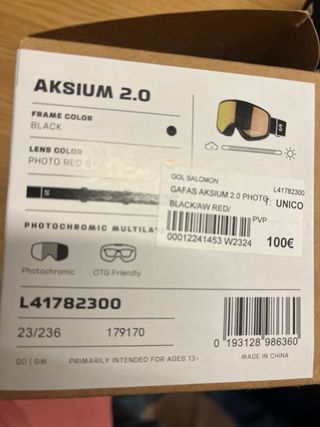 AKSIUM 2.0
FRAME COLOR
BLACK
LENS COLOR
PHOTO RED
GGL SALOMON
L41782300
GAFAS AKSIUM 2.0 PHOTO
T. UNICO
BLACK/AW RED/
PVP
00012241453 W2324
100€
PHOTOCHROMIC MULTILAY
Photochromic
OTG Friendly
L41782300
23/236
179170
0 193128 986360
GO | GM
PRIMARILY INTENDED FOR AGES 13+
MADE IN CHINA
S